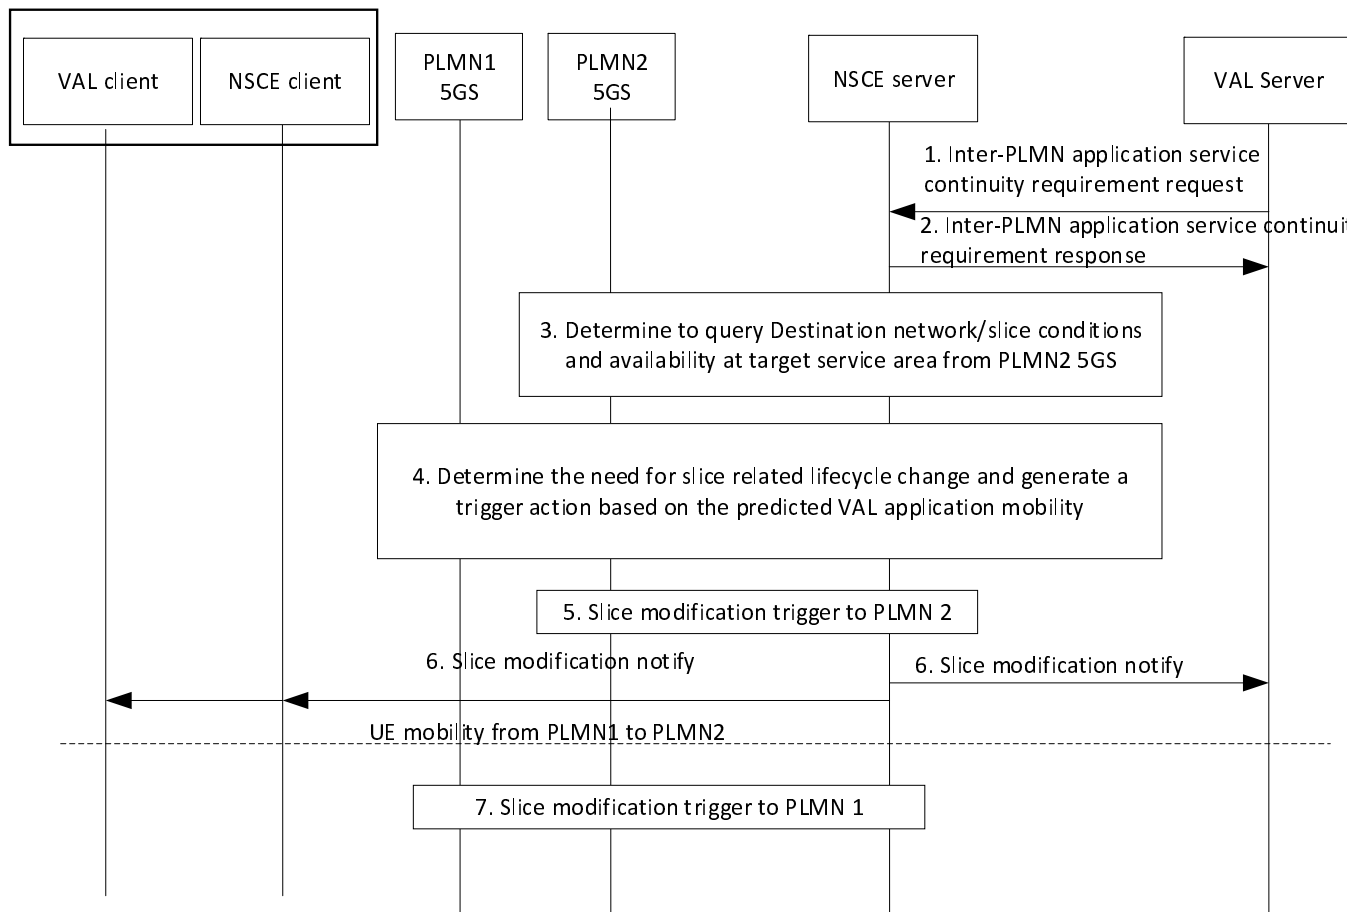 VAL client
NSCE client
PLMN1
5GS
PLMN2
5GS
NSCE server
VAL Server
1. Inter-PLMN application service
continuity requirement request
2. Inter-PLMN application service continuit
requirement response
3. Determine to query Destination network/slice conditions
and availability at target service area from PLMN2 5GS
4. Determine the need for slice related lifecycle change and generate a
trigger action based on the predicted VAL application mobility
5. Slice modification trigger to PLMN 2
6. Slice modification notify
6. Slice modification notify
UE mobility from PLMN1 to PLMN2
7. Slice modification trigger to PLMN 1